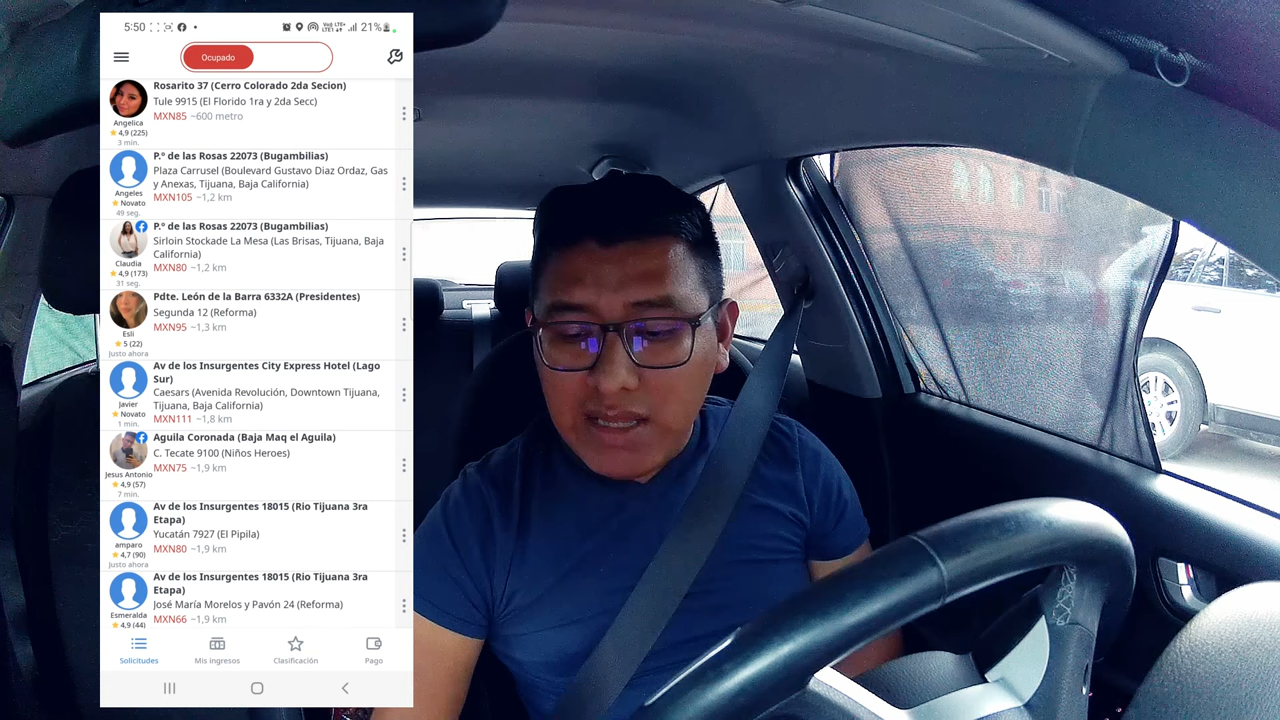 5:50
Vo)) LTE+
LTE1
21%
Ocupado
Rosarito 37 (Cerro Colorado 2da Secion)
Tule 9915 (El Florido 1ra y 2da Secc)
MXN85 ~600 metro
Angelica
4,9 (225)
3 min.
P.º de las Rosas 22073 (Bugambilias)
Plaza Carrusel (Boulevard Gustavo Diaz Ordaz, Gas
y Anexas, Tijuana, Baja California)
MXN105 ~1,2 km
Angeles
Novato
49 seg.
P.º de las Rosas 22073 (Bugambilias)
Sirloin Stockade La Mesa (Las Brisas, Tijuana, Baja
California)
MXN80 ~1,2 km
Claudia
4,9 (173)
31 seg.
Pdte. León de la Barra 6332A (Presidentes)
Segunda 12 (Reforma)
MXN95 ~1,3 km
Esli
5 (22)
Justo ahora
Av de los Insurgentes City Express Hotel (Lago
Sur)
Caesars (Avenida Revolución, Downtown Tijuana,
Tijuana, Baja California)
MXN111 ~1,8 km
Javier
Novato
1 min.
Aguila Coronada (Baja Maq el Aguila)
C. Tecate 9100 (Niños Heroes)
MXN75 ~1,9 km
Jesus Antonio
4,9 (57)
7 min.
Av de los Insurgentes 18015 (Rio Tijuana 3ra
Etapa)
Yucatán 7927 (El Pipila)
MXN80 ~1,9 km
amparo
4,7 (90)
Justo ahora
Av de los Insurgentes 18015 (Rio Tijuana 3ra
Etapa)
José María Morelos y Pavón 24 (Reforma)
MXN66 ~1,9 km
Esmeralda
4,9 (44)
Solicitudes
Mis ingresos
Clasificación
Pago